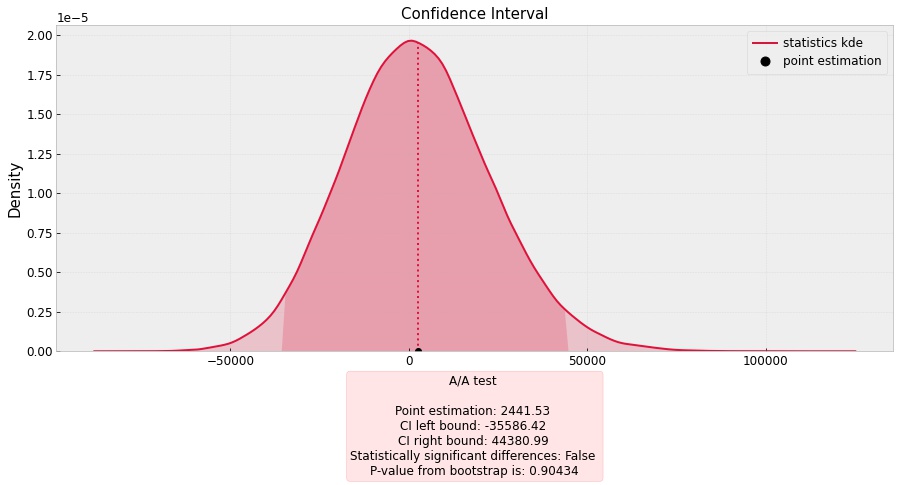 Confidence Interval
1e−5
2.00
1.75
1.50
1.25
1.00
0.75
0.50
0.25
0.00
Density
statistics kde
point estimation
−50000
0
50000
100000
A/A test
Point estimation: 2441.53
CI left bound: -35586.42
CI right bound: 44380.99
Statistically significant differences: False
P-value from bootstrap is: 0.90434